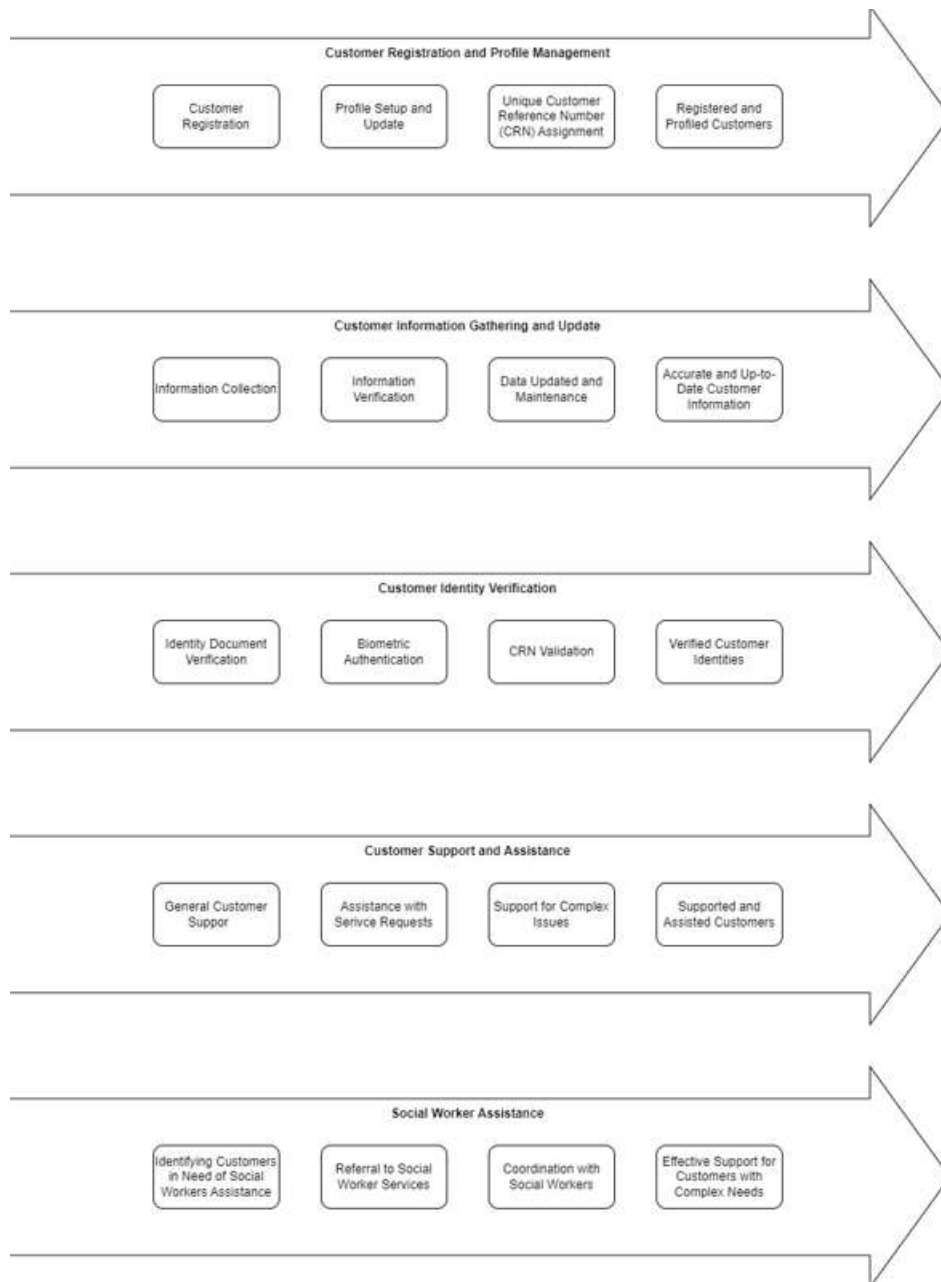 Customer Registration and Profile Management
Customer
Registration
Profile Setup and
Update
Unique Customer
Reference Number
(CRN) Assignment
Registered and
Profiled Customers
Customer Information Gathering and Update
Information Collection
Information
Verification
Data Updated and
Maintenance
Accurate and Up-to-
Date Customer
Information
Customer Identity Verification
Identity Document
Verification
Biometric
Authentication
CRN Validation
Verified Customer
Identities
Customer Support and Assistance
General Customer
Suppor
Assistance with
Serivce Requests
Support for Complex
Issues
Supported and
Assisted Customers
Social Worker Assistance
Identifying Customers
in Need of Social
Workers Assistance
Referral to Social
Worker Services
Coordination with
Social Workers
Effective Support for
Customers with
Complex Needs